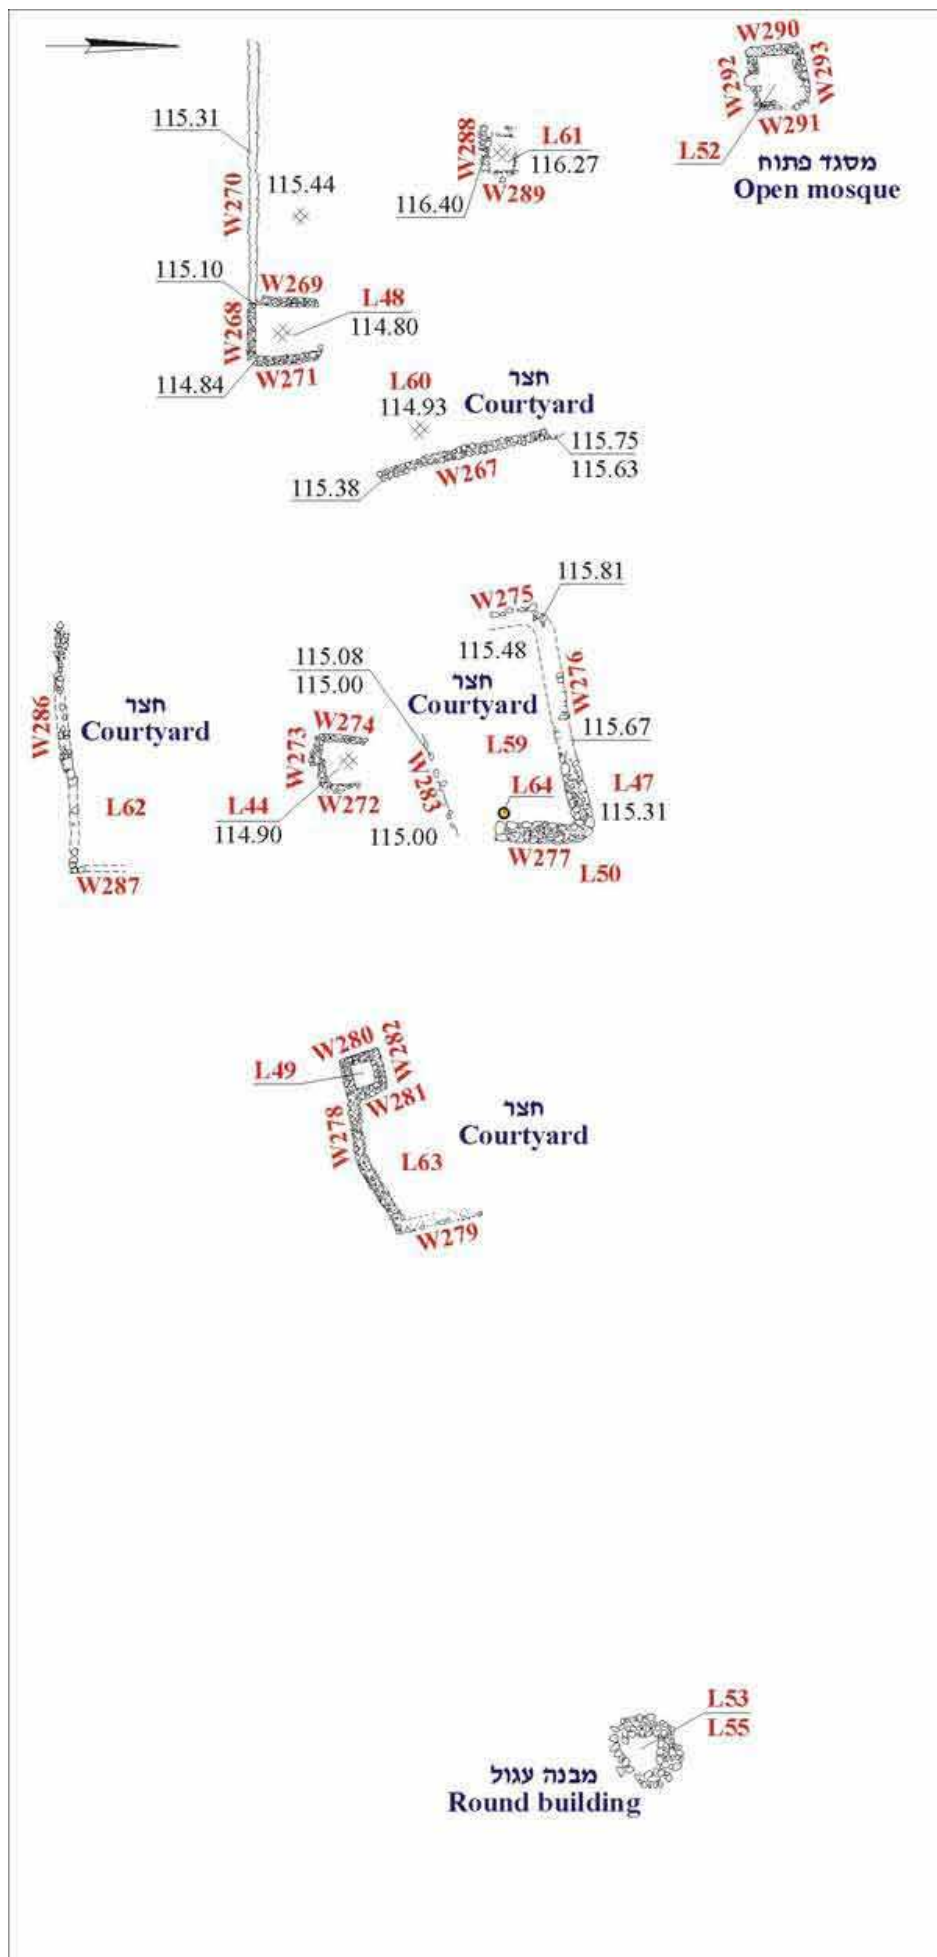 W290
W292
W293
W291
L52
מסגד פתוח
Open mosque
115.31
W288
L61
116.27
W270
115.44
116.40
W289
115.10
W269
W268
L48
114.80
114.84
W271
L60
114.93
חצר
Courtyard
115.75
115.63
W267
115.38
115.81
W275
115.48
115.08
115.00
W286
חצר
Courtyard
חצר
Courtyard
W276
W274
W273
115.67
L59
W283
L62
L44
114.90
W272
115.00
L64
L47
115.31
W277
L50
W287
W280
W282
L49
W281
W278
חצר
Courtyard
L63
W279
L53
L55
מבנה עגול
Round building